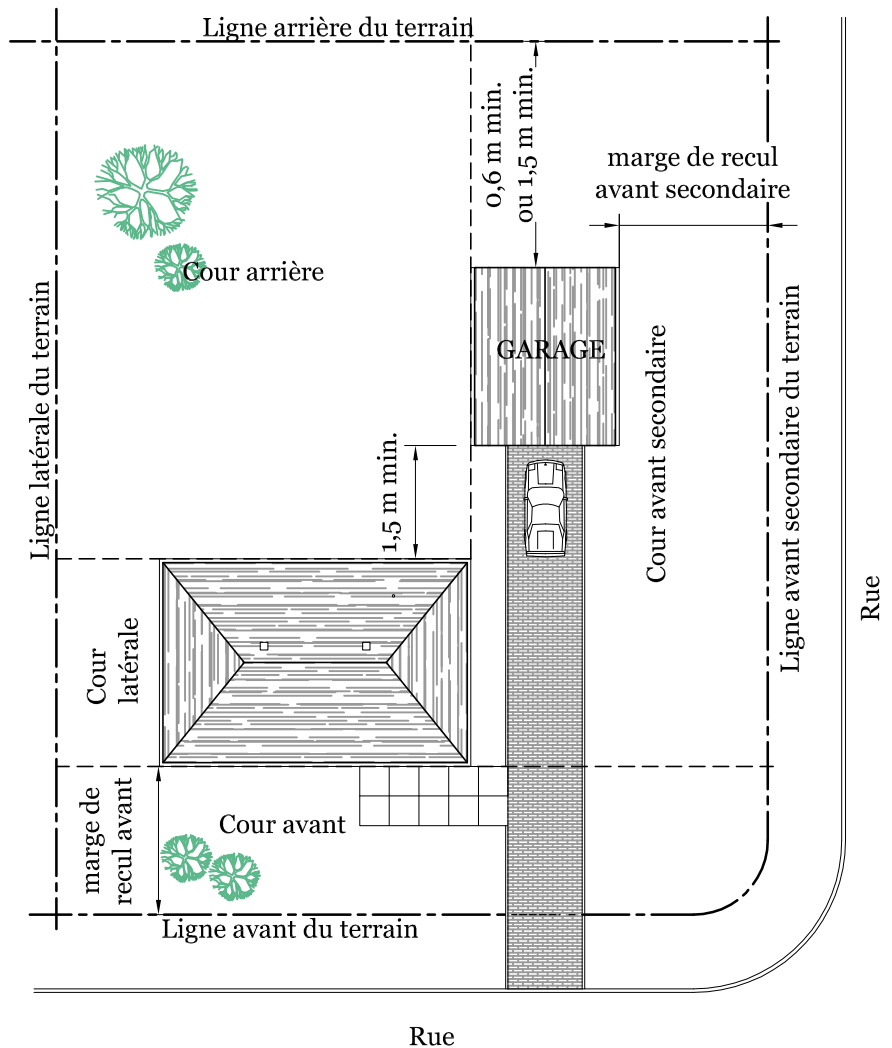 Ligne arrière du terrain
0,6 m min.
ou 1,5 m min.
marge de recul
avant secondaire
Cour arrière
Ligne latérale du terrain
GARAGE
Cour avant secondaire
Ligne avant secondaire du terrain
1,5 m min.
Rue
Cour
latérale
marge de
recul avant
Cour avant
Ligne avant du terrain
Rue